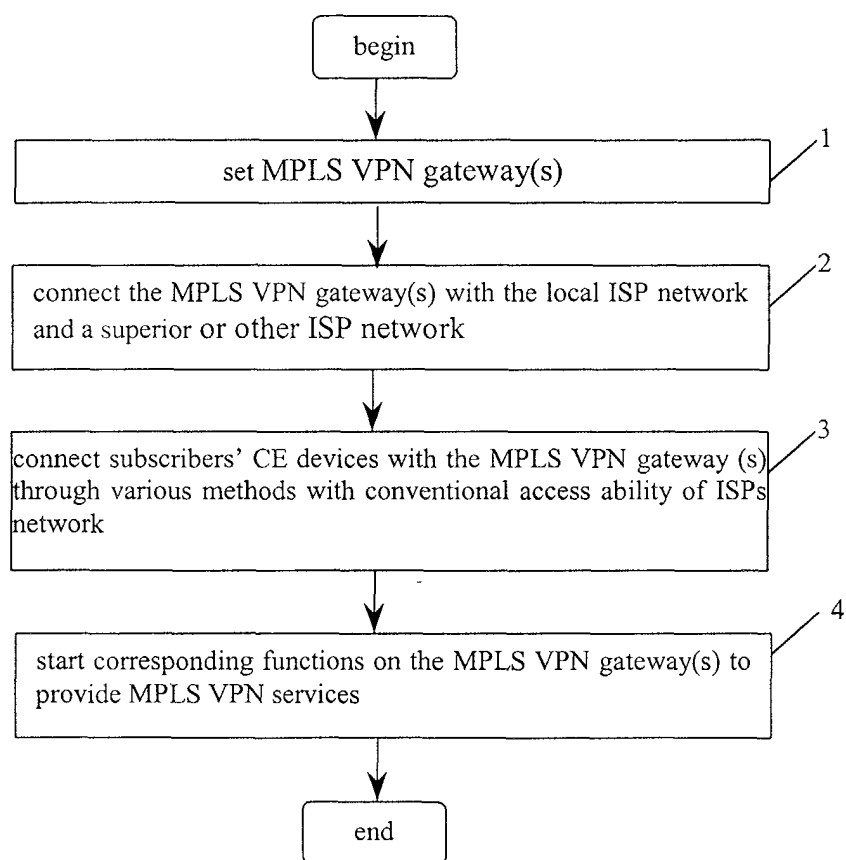 begin
1
set MPLS VPN gateway(s)
2
connect the MPLS VPN gateway(s) with the local ISP network
and a superior or other ISP network
3
connect subscribers' CE devices with the MPLS VPN gateway (s)
through various methods with conventional access ability of ISPs
network
4
start corresponding functions on the MPLS VPN gateway(s) to
provide MPLS VPN services
end